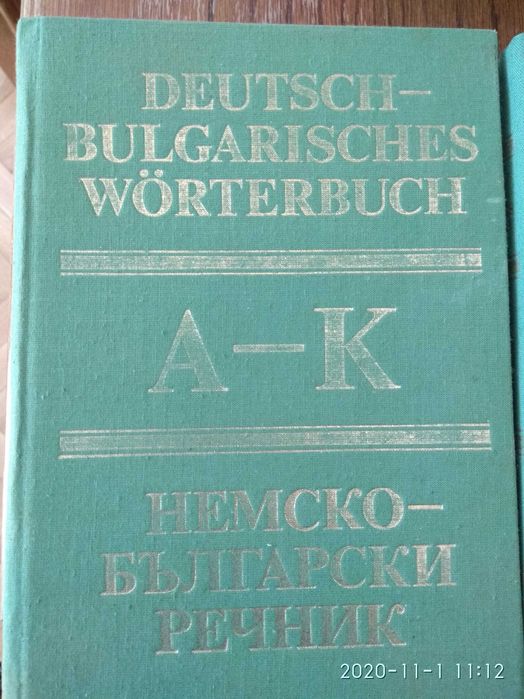 DEUTSCH–
BULGARISCHES
WÖRTERBUCH
A–K
НЕМСКО–
БЪЛГАРСКИ
РЕЧНИК
2020-11-1 11:12